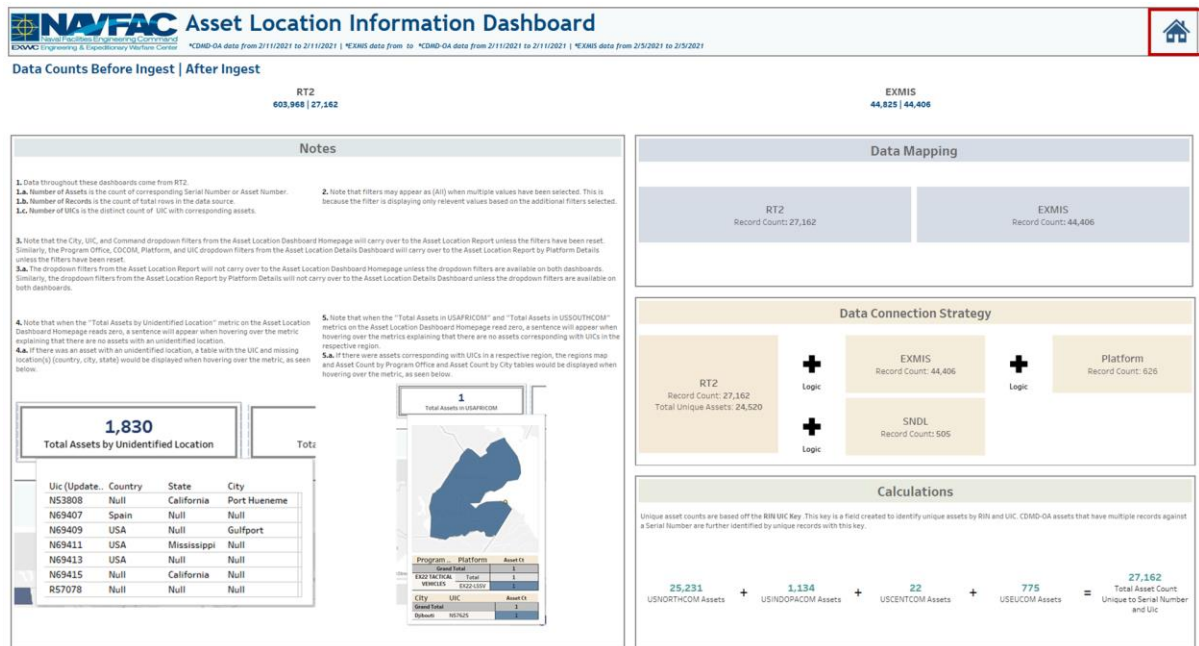 NAVFAC
Naval Facilities Engineering Command
EXWC Engineering & Expeditionary Warfare Center
Asset Location Information Dashboard
*CDMD-OA data from 2/11/2021 to 2/11/2021 | *EXMIS data from to *CDMD-OA data from 2/11/2021 to 2/11/2021 | *EXMIS data from 2/5/2021 to 2/5/2021
Data Counts Before Ingest | After Ingest
RT2
603,968 | 27,162
EXMIS
44,825 | 44,406
Notes
1. Data throughout these dashboards come from RT2.
1.a. Number of Assets is the count of corresponding Serial Number or Asset Number.
1.b. Number of Records is the count of total rows in the data source.
1.c. Number of UICs is the distinct count of UIC with corresponding assets.
2. Note that filters may appear as (All) when multiple values have been selected. This is
because the filter is displaying only relevant values based on the additional filters selected.
3. Note that the City, UIC, and Command dropdown filters from the Asset Location Dashboard Homepage will carry over to the Asset Location Report unless the filters have been reset.
Similarly, the Program Office, COCOM, Platform, and UIC dropdown filters from the Asset Location Details Dashboard will carry over to the Asset Location Report by Platform Details
unless the filters have been reset.
3.a. The dropdown filters from the Asset Location Report will not carry over to the Asset Location Dashboard Homepage unless the dropdown filters are available on both dashboards.
Similarly, the dropdown filters from the Asset Location Report by Platform Details will not carry over to the Asset Location Details Dashboard unless the dropdown filters are available on
both dashboards.
4. Note that when the "Total Assets by Unidentified Location" metric on the Asset Location
Dashboard Homepage reads zero, a sentence will appear when hovering over the metric
explaining that there are no assets with an unidentified location.
4.a. If there was an asset with an unidentified location, a table with the UIC and missing
location(s) (country, city, state) would be displayed when hovering over the metric, as seen
below.
5. Note that when the "Total Assets in USAFRICOM" and "Total Assets in USSOUTHCOM"
metrics on the Asset Location Dashboard Homepage read zero, a sentence will appear when
hovering over the metrics explaining that there are no assets corresponding with UICs in the
respective region.
5.a. If there were assets corresponding with UICs in a respective region, the regions map
and Asset Count by Program Office and Asset Count by City tables would be displayed when
hovering over the metric, as seen below.
1,830
Total Assets by Unidentified Location
Tota
Uic (Update.. Country State City
N53808 Null California Port Hueneme
N69407 Spain Null Null
N69409 USA Null Gulfport
N69411 USA Mississippi Null
N69413 USA Null Null
N69415 Null California Null
R57078 Null Null Null
1
Total Assets in USAFRICOM
Program .. Platform Asset Ct
Grand Total 1
EX22 TACTICAL VEHICLES Total 1
EX22-LSSV 1
City UIC Asset Ct
Grand Total 1
Djibouti N57625 1
Data Mapping
RT2
Record Count: 27,162
EXMIS
Record Count: 44,406
Data Connection Strategy
RT2
Record Count: 27,162
Total Unique Assets: 24,520
+
Logic
EXMIS
Record Count: 44,406
+
Logic
Platform
Record Count: 626
+
Logic
SNDL
Record Count: 505
Calculations
Unique asset counts are based off the RIN UIC Key. This key is a field created to identify unique assets by RIN and UIC. CDMD-OA assets that have multiple records against
a Serial Number are further identified by unique records with this key.
25,231
USNORTHCOM Assets
+
1,134
USINDOPACOM Assets
+
22
USCENTCOM Assets
+
775
USEUCOM Assets
=
27,162
Total Asset Count
Unique to Serial Number
and Uic